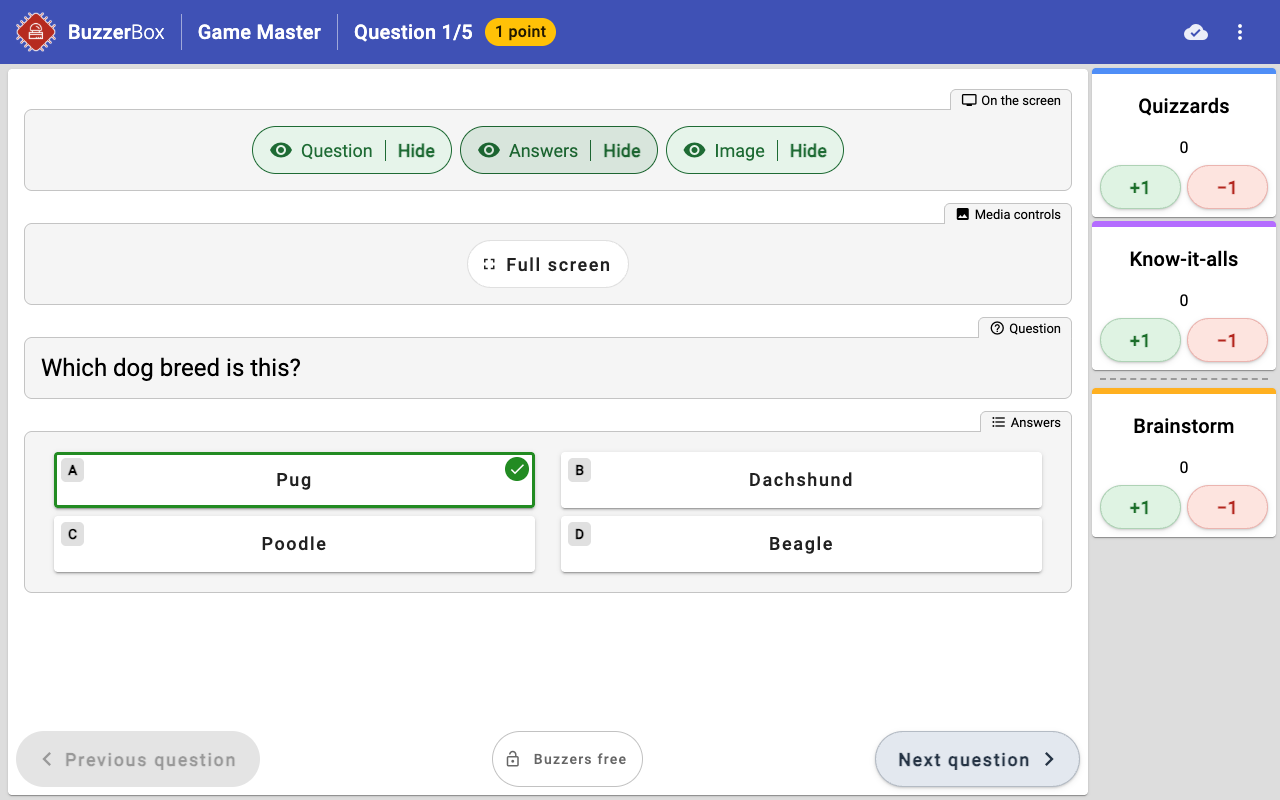 BuzzerBox
Game Master
Question 1/5
1 point
On the screen
Question | Hide
Answers | Hide
Image | Hide
Media controls
Full screen
Question
Which dog breed is this?
Answers
A
Pug
B
Dachshund
C
Poodle
D
Beagle
Previous question
Buzzers free
Next question
Quizzards
0
+1
−1
Know-it-alls
0
+1
−1
Brainstorm
0
+1
−1